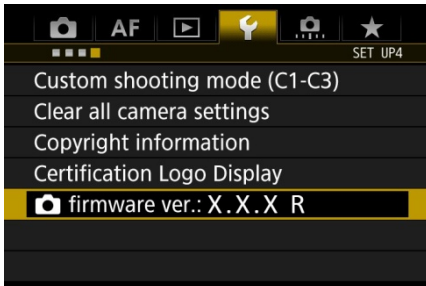 AF
SET UP4
Custom shooting mode (C1-C3)
Clear all camera settings
Copyright information
Certification Logo Display
firmware ver.: X.X.X R